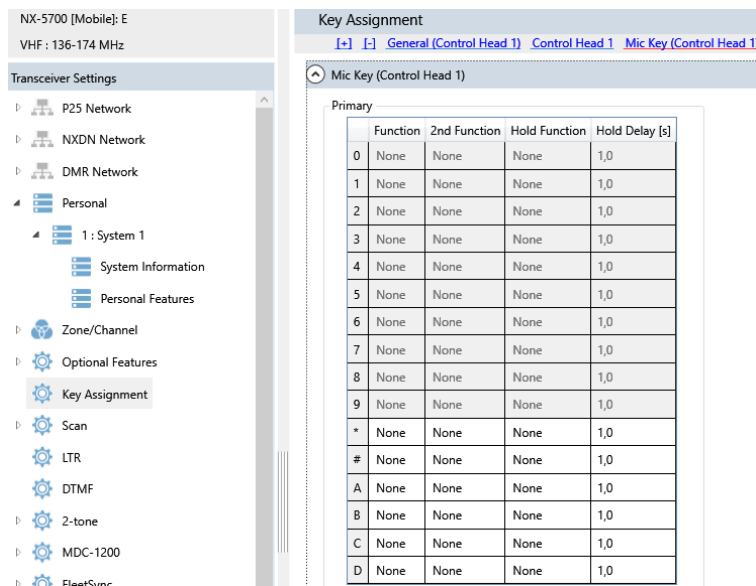 NX-5700 [Mobile]: E
VHF : 136-174 MHz
Transceiver Settings
P25 Network
NXDN Network
DMR Network
Personal
1 : System 1
System Information
Personal Features
Zone/Channel
Optional Features
Key Assignment
Scan
LTR
DTMF
2-tone
MDC-1200
FleetSync
Key Assignment
[+] [-] General (Control Head 1) Control Head 1 Mic Key (Control Head 1)
Mic Key (Control Head 1)
Primary
Function 2nd Function Hold Function Hold Delay [s]
0 None None None 1,0
1 None None None 1,0
2 None None None 1,0
3 None None None 1,0
4 None None None 1,0
5 None None None 1,0
6 None None None 1,0
7 None None None 1,0
8 None None None 1,0
9 None None None 1,0
* None None None 1,0
# None None None 1,0
A None None None 1,0
B None None None 1,0
C None None None 1,0
D None None None 1,0